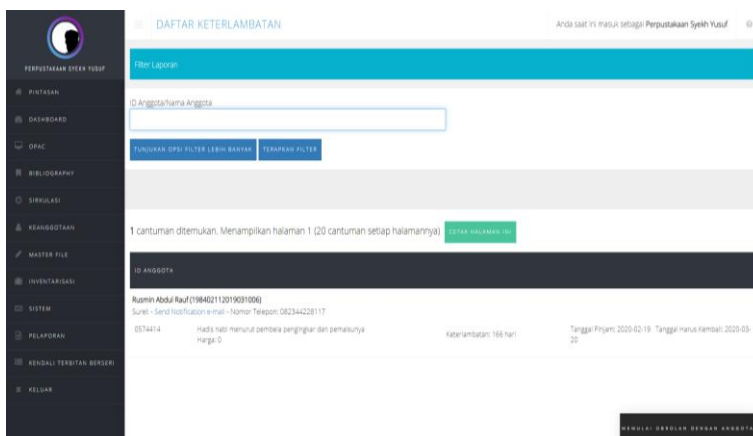 DAFTAR KETERLAMBATAN
Anda saat ini masuk sebagai Perpustakaan Syekh Yusuf
PERPUSTAKAAN SYEKH YUSUF
Filter Laporan
PINTASAN
DASHBOARD
OPAC
BIBLIOGRAPHY
SIRKULASI
KEANGGOTAAN
MASTER FILE
INVENTARISASI
SISTEM
PELAPORAN
KENDALI TERBITAN BERSERI
KELUAR
ID Anggota/Nama Anggota
TUNJUKAN OPSI FILTER LEBIH BANYAK
TERAPKAN FILTER
1 cantuman ditemukan. Menampilkan halaman 1 (20 cantuman setiap halamannya)
CETAK HALAMAN INI
ID ANGGOTA
Rusmin Abdul Rauf (198402112019031006)
Surel: - Send Notification e-mail - Nomor Telepon: 082344228117
0574414
Hadis nabi menurut pembela pengingkar dan pemalsunya
Harga: 0
Keterlambatan: 166 hari
Tanggal Pinjam: 2020-02-19 Tanggal Harus Kembali: 2020-03-
20
MEMULAI OBROLAN DENGAN ANGGOTA